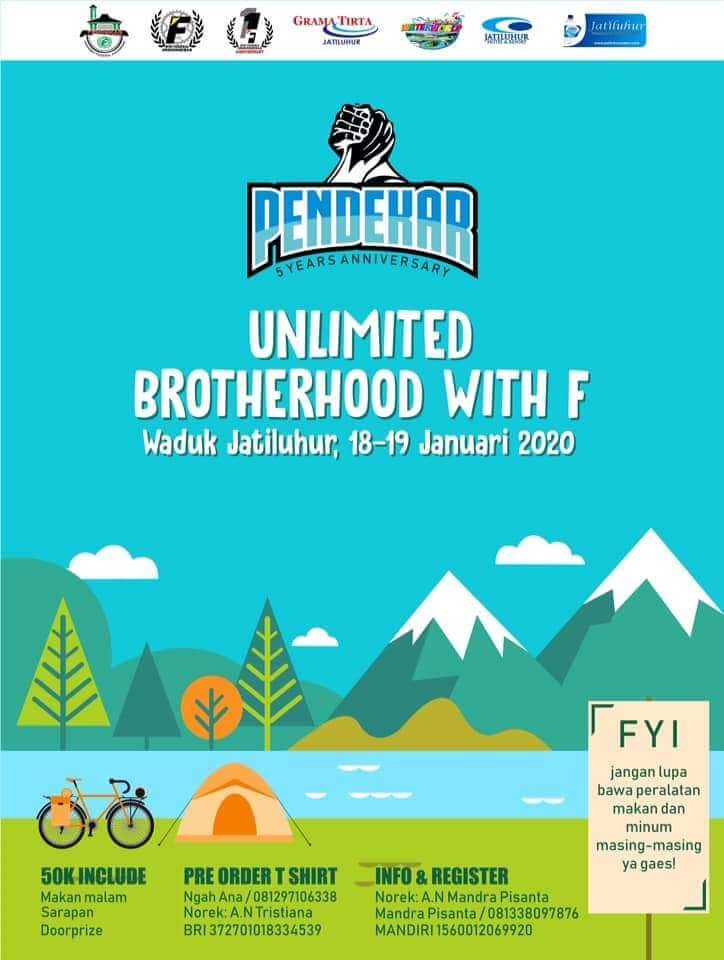 GRAMA TIRTA
JATILUHUR
JATILUHUR
Jatiluhur
PENDEKAR
5 YEARS ANNIVERSARY
UNLIMITED
BROTHERHOOD WITH F
Waduk Jatiluhur, 18-19 Januari 2020
FYI
jangan lupa
bawa peralatan
makan dan
minum
masing-masing
ya gaes!
50K INCLUDE
Makan malam
Sarapan
Doorprize
PRE ORDER T SHIRT
Ngah Ana / 081297106338
Norek: A.N Tristiana
BRI 372701018334539
INFO & REGISTER
Norek: A.N Mandra Pisanta
Mandra Pisanta / 081338097876
MANDIRI 1560012069920